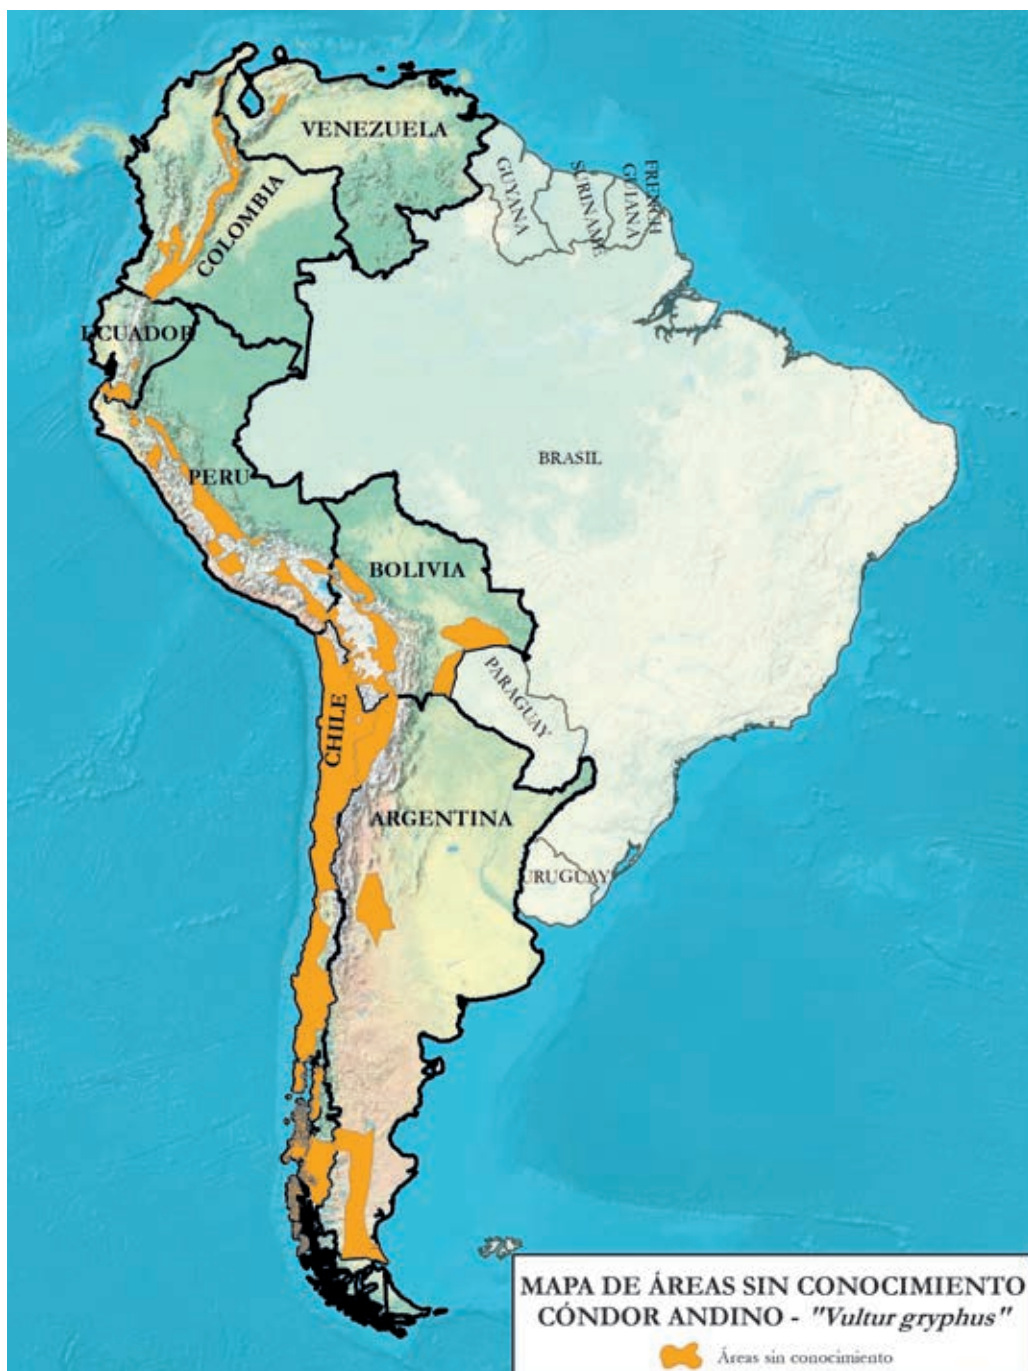 VENEZUELA
GUYANA
SURINAME
FRENCH
GUIANA
COLOMBIA
ECUADOR
BRASIL
PERU
BOLIVIA
PARAGUAY
CHILE
ARGENTINA
URUGUAY
MAPA DE ÁREAS SIN CONOCIMIENTO
CÓNDOR ANDINO - "Vultur gryphus"
Áreas sin conocimiento